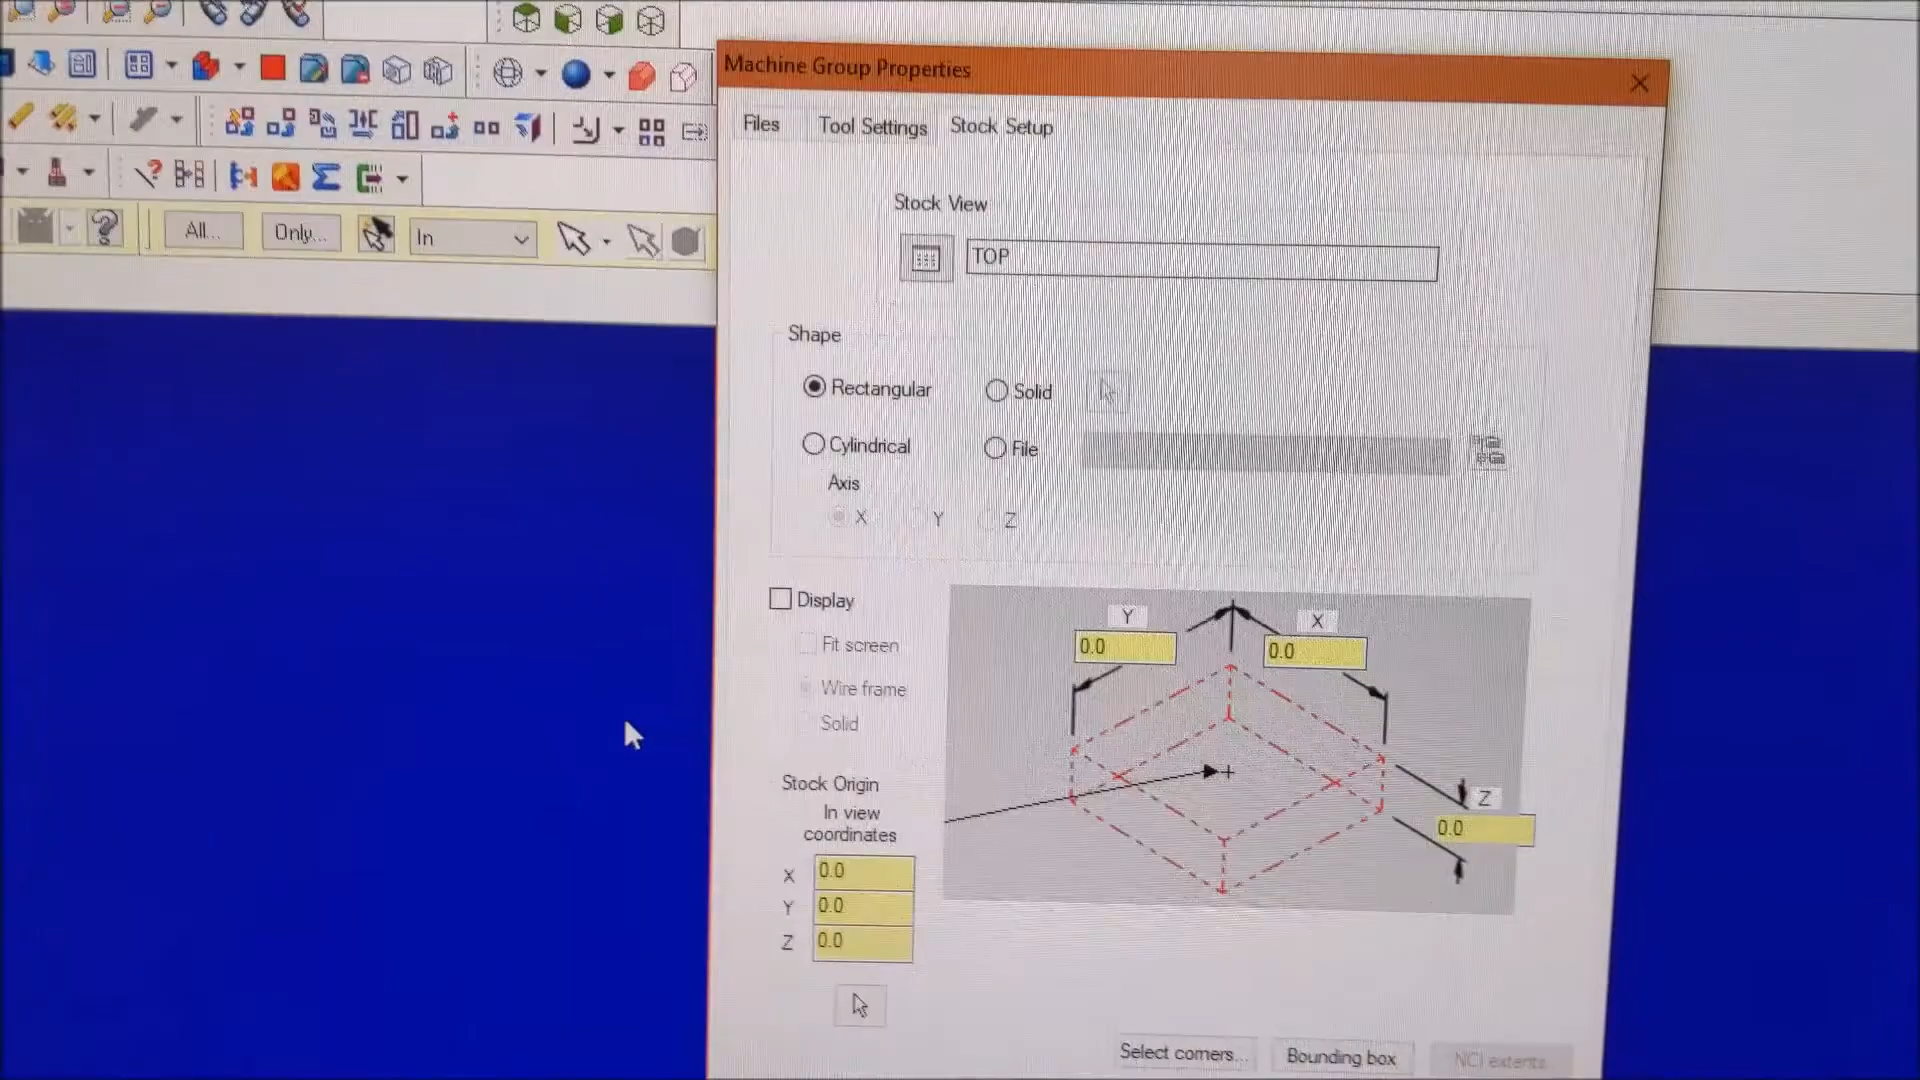 Machine Group Properties
Files Tool Settings Stock Setup
Stock View
TOP
All... Only... In
Shape
Rectangular Solid
Cylindrical File
Axis
X Y Z
Display
Fit screen
Wire frame
Solid
Y X
0.0 0.0
Z
0.0
Stock Origin
In view
coordinates
X 0.0
Y 0.0
Z 0.0
Select corners... Bounding box NCI extents